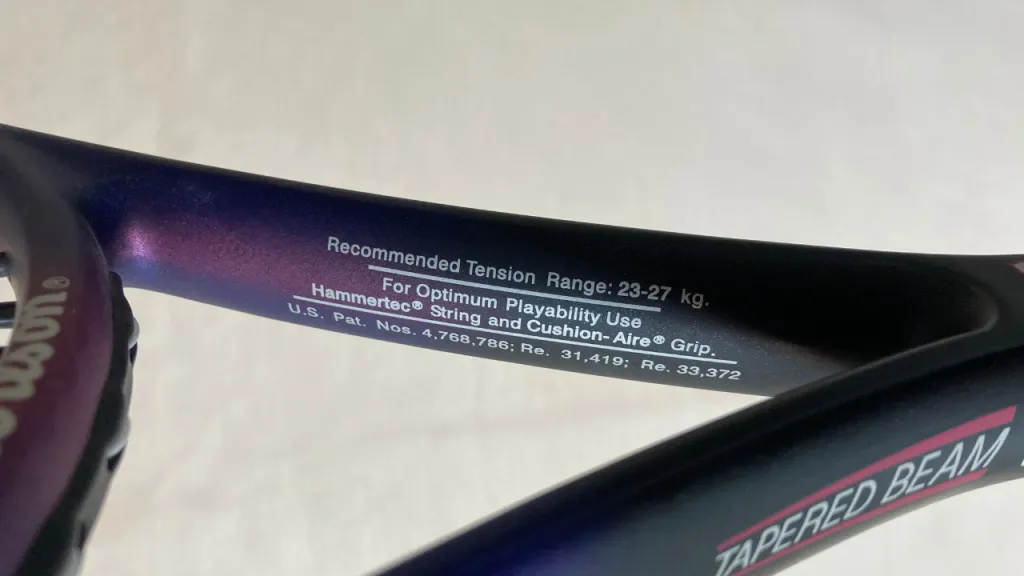 Recommended Tension Range: 23-27 kg.
For Optimum Playability Use
Hammertec® String and Cushion-Aire® Grip.
U.S. Pat. Nos. 4,768,786; Re. 31,419; Re. 33,372
Wilson®
TAPERED BEAM